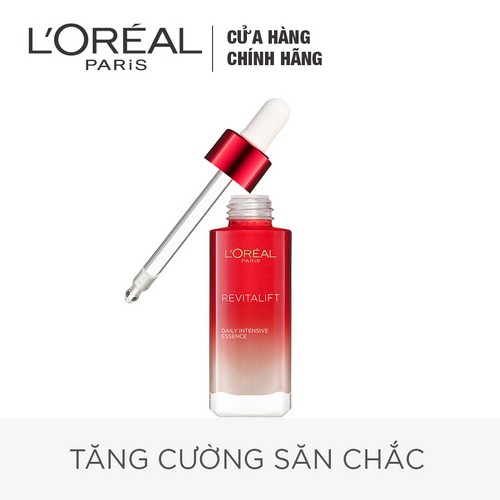 L'ORÉAL
PARiS
CỬA HÀNG
CHÍNH HÃNG
L'ORÉAL
PARIS
REVITALIFT
DAILY INTENSIVE
ESSENCE
TĂNG CƯỜNG SĂN CHẮC